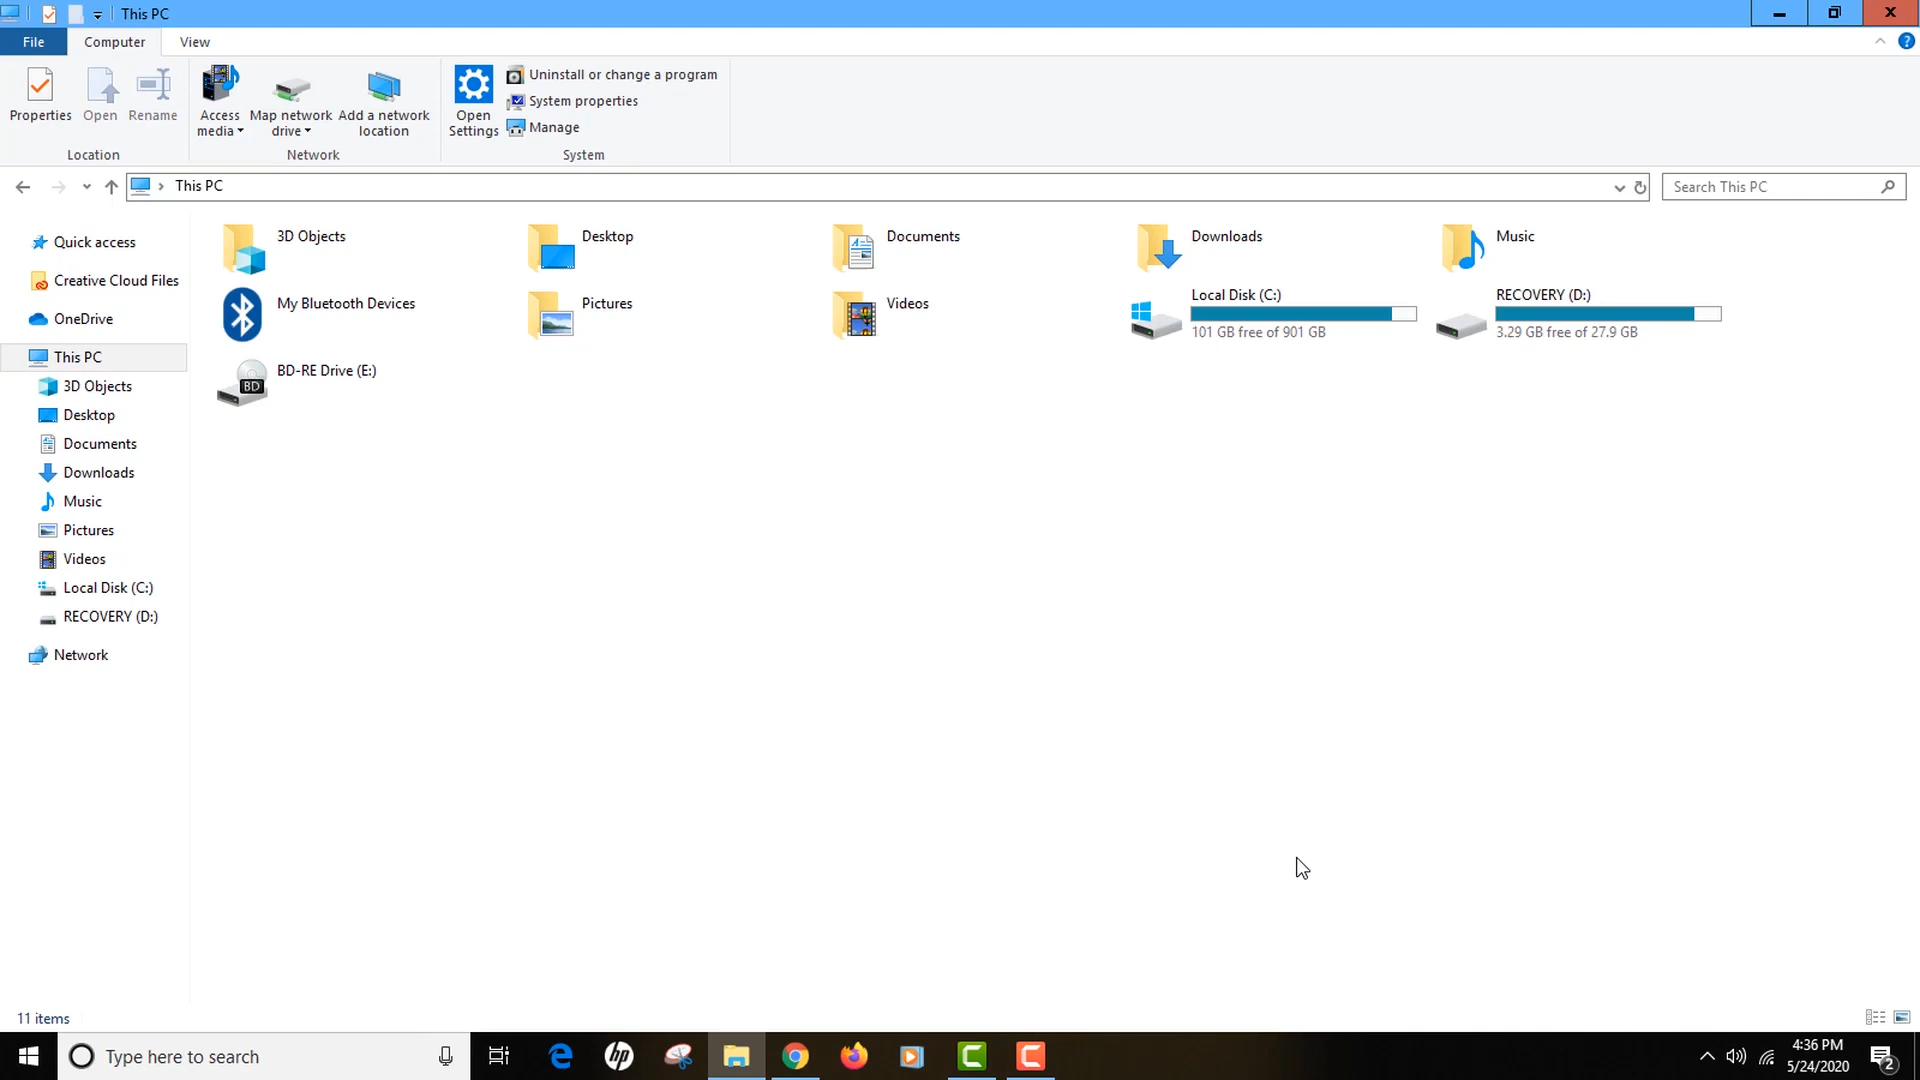 This PC
File Computer View
?
Properties Open Rename
Access media
Map network drive
Add a network location
Open Settings
Uninstall or change a program
System properties
Manage
Location Network System
This PC
Search This PC
Quick access
Creative Cloud Files
OneDrive
This PC
3D Objects
Desktop
Documents
Downloads
Music
Pictures
Videos
Local Disk (C:)
RECOVERY (D:)
Network
3D Objects
Desktop
Documents
Downloads
Music
My Bluetooth Devices
Pictures
Videos
Local Disk (C:)
101 GB free of 901 GB
RECOVERY (D:)
3.29 GB free of 27.9 GB
BD
BD-RE Drive (E:)
11 items
Type here to search
hp
4:36 PM
5/24/2020
2